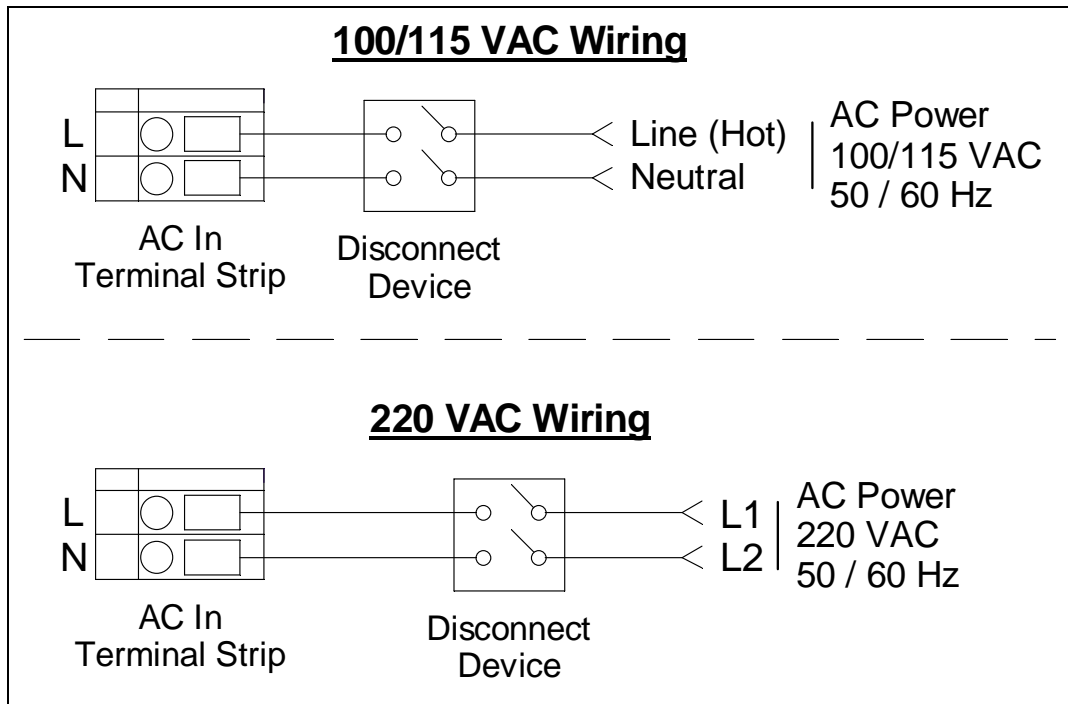 100/115 VAC Wiring
L
N
Line (Hot)
Neutral
AC Power
100/115 VAC
50 / 60 Hz
AC In
Terminal Strip
Disconnect
Device
220 VAC Wiring
L
N
L1
L2
AC Power
220 VAC
50 / 60 Hz
AC In
Terminal Strip
Disconnect
Device